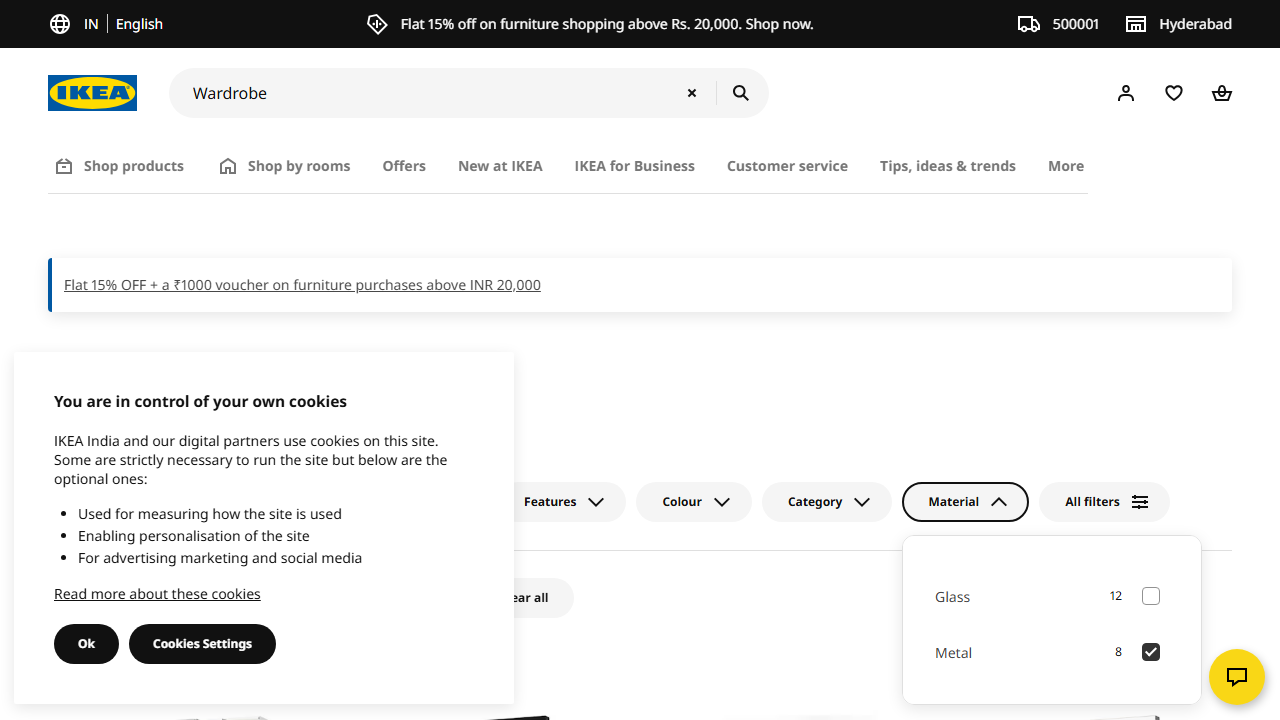 IN | English
Flat 15% off on furniture shopping above Rs. 20,000. Shop now.
500001
Hyderabad
IKEA
Wardrobe
Shop products
Shop by rooms
Offers
New at IKEA
IKEA for Business
Customer service
Tips, ideas & trends
More
Flat 15% OFF + a ₹1000 voucher on furniture purchases above INR 20,000
You are in control of your own cookies
IKEA India and our digital partners use cookies on this site.
Some are strictly necessary to run the site but below are the
optional ones:
Used for measuring how the site is used
Enabling personalisation of the site
For advertising marketing and social media
Read more about these cookies
Ok
Cookies Settings
Features
Colour
Category
Material
All filters
ear all
Glass 12
Metal 8